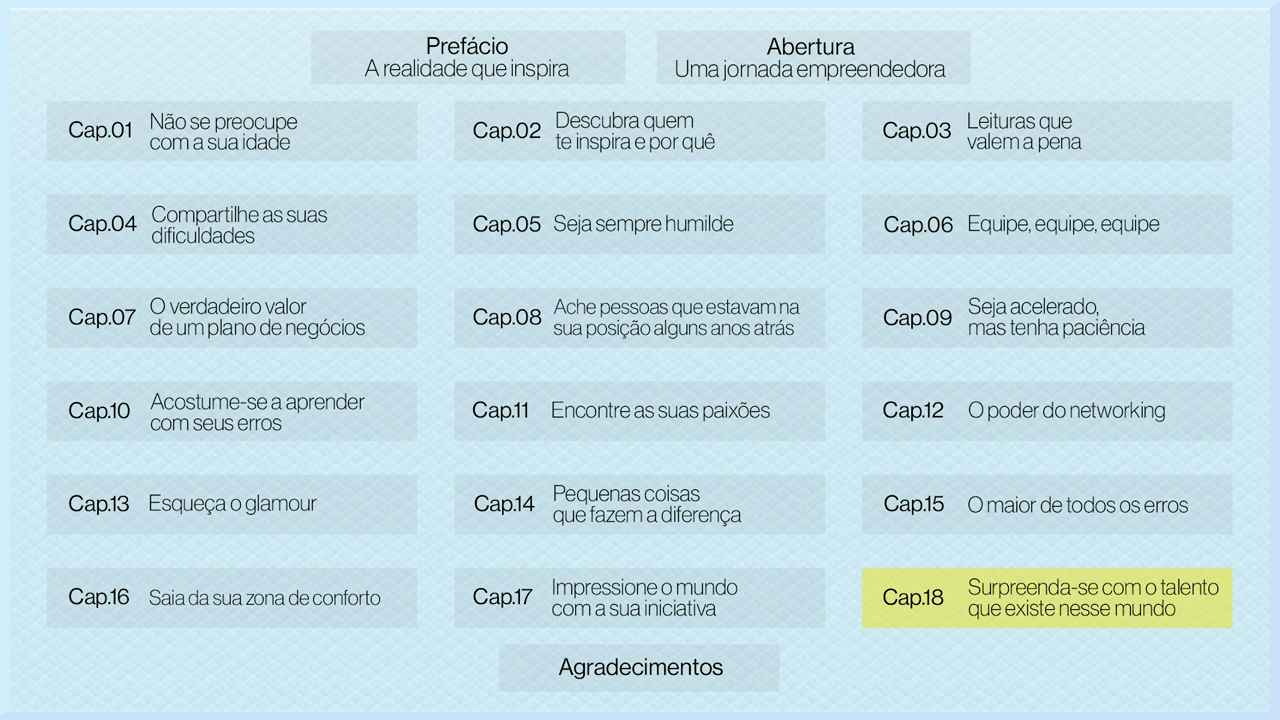 Prefácio
A realidade que inspira
Abertura
Uma jornada empreendedora
Cap.01
Não se preocupe
com a sua idade
Cap.02
Descubra quem
te inspira e por quê
Cap.03
Leituras que
valem a pena
Cap.04
Compartilhe as suas
dificuldades
Cap.05
Seja sempre humilde
Cap.06
Equipe, equipe, equipe
Cap.07
O verdadeiro valor
de um plano de negócios
Cap.08
Ache pessoas que estavam na
sua posição alguns anos atrás
Cap.09
Seja acelerado,
mas tenha paciência
Cap.10
Acostume-se a aprender
com seus erros
Cap.11
Encontre as suas paixões
Cap.12
O poder do networking
Cap.13
Esqueça o glamour
Cap.14
Pequenas coisas
que fazem a diferença
Cap.15
O maior de todos os erros
Cap.16
Saia da sua zona de conforto
Cap.17
Impressione o mundo
com a sua iniciativa
Cap.18
Surpreenda-se com o talento
que existe nesse mundo
Agradecimentos